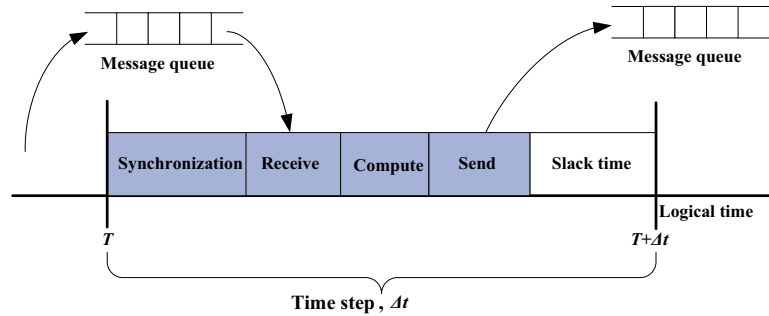 Message queue
Message queue
Synchronization
Receive
Compute
Send
Slack time
Logical time
T
T+Δt
Time step , Δt